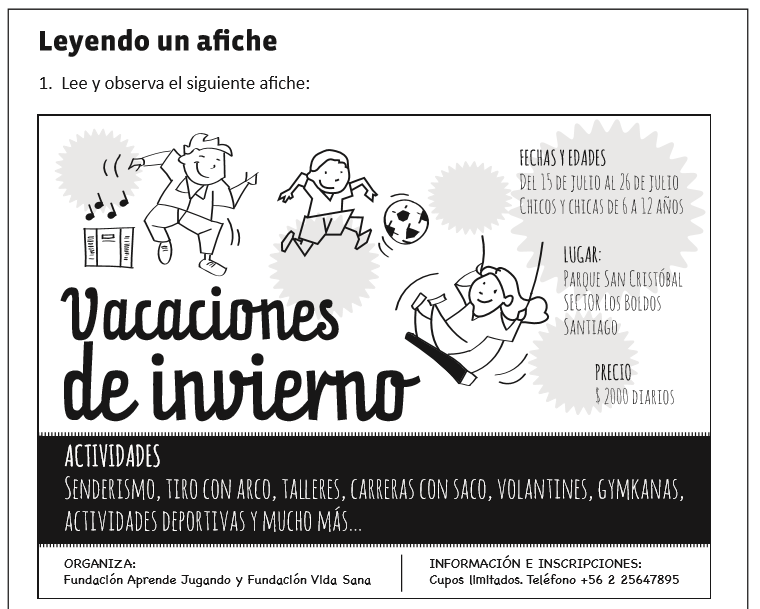 Leyendo un afiche
1. Lee y observa el siguiente afiche:
FECHAS Y EDADES
DEL 15 DE JULIO AL 26 DE JULIO
CHICOS Y CHICAS DE 6 A 12 AÑOS
LUGAR:
PARQUE SAN CRISTÓBAL
SECTOR LOS BOLDOS
SANTIAGO
PRECIO
$ 2000 DIARIOS
Vacaciones
de invierno
ACTIVIDADES
SENDERISMO, TIRO CON ARCO, TALLERES, CARRERAS CON SACO, VOLANTINES, GYMKANAS,
ACTIVIDADES DEPORTIVAS Y MUCHO MÁS...
ORGANIZA:
Fundación Aprende Jugando y Fundación Vida Sana
INFORMACIÓN E INSCRIPCIONES:
Cupos limitados. Teléfono +56 2 25647895